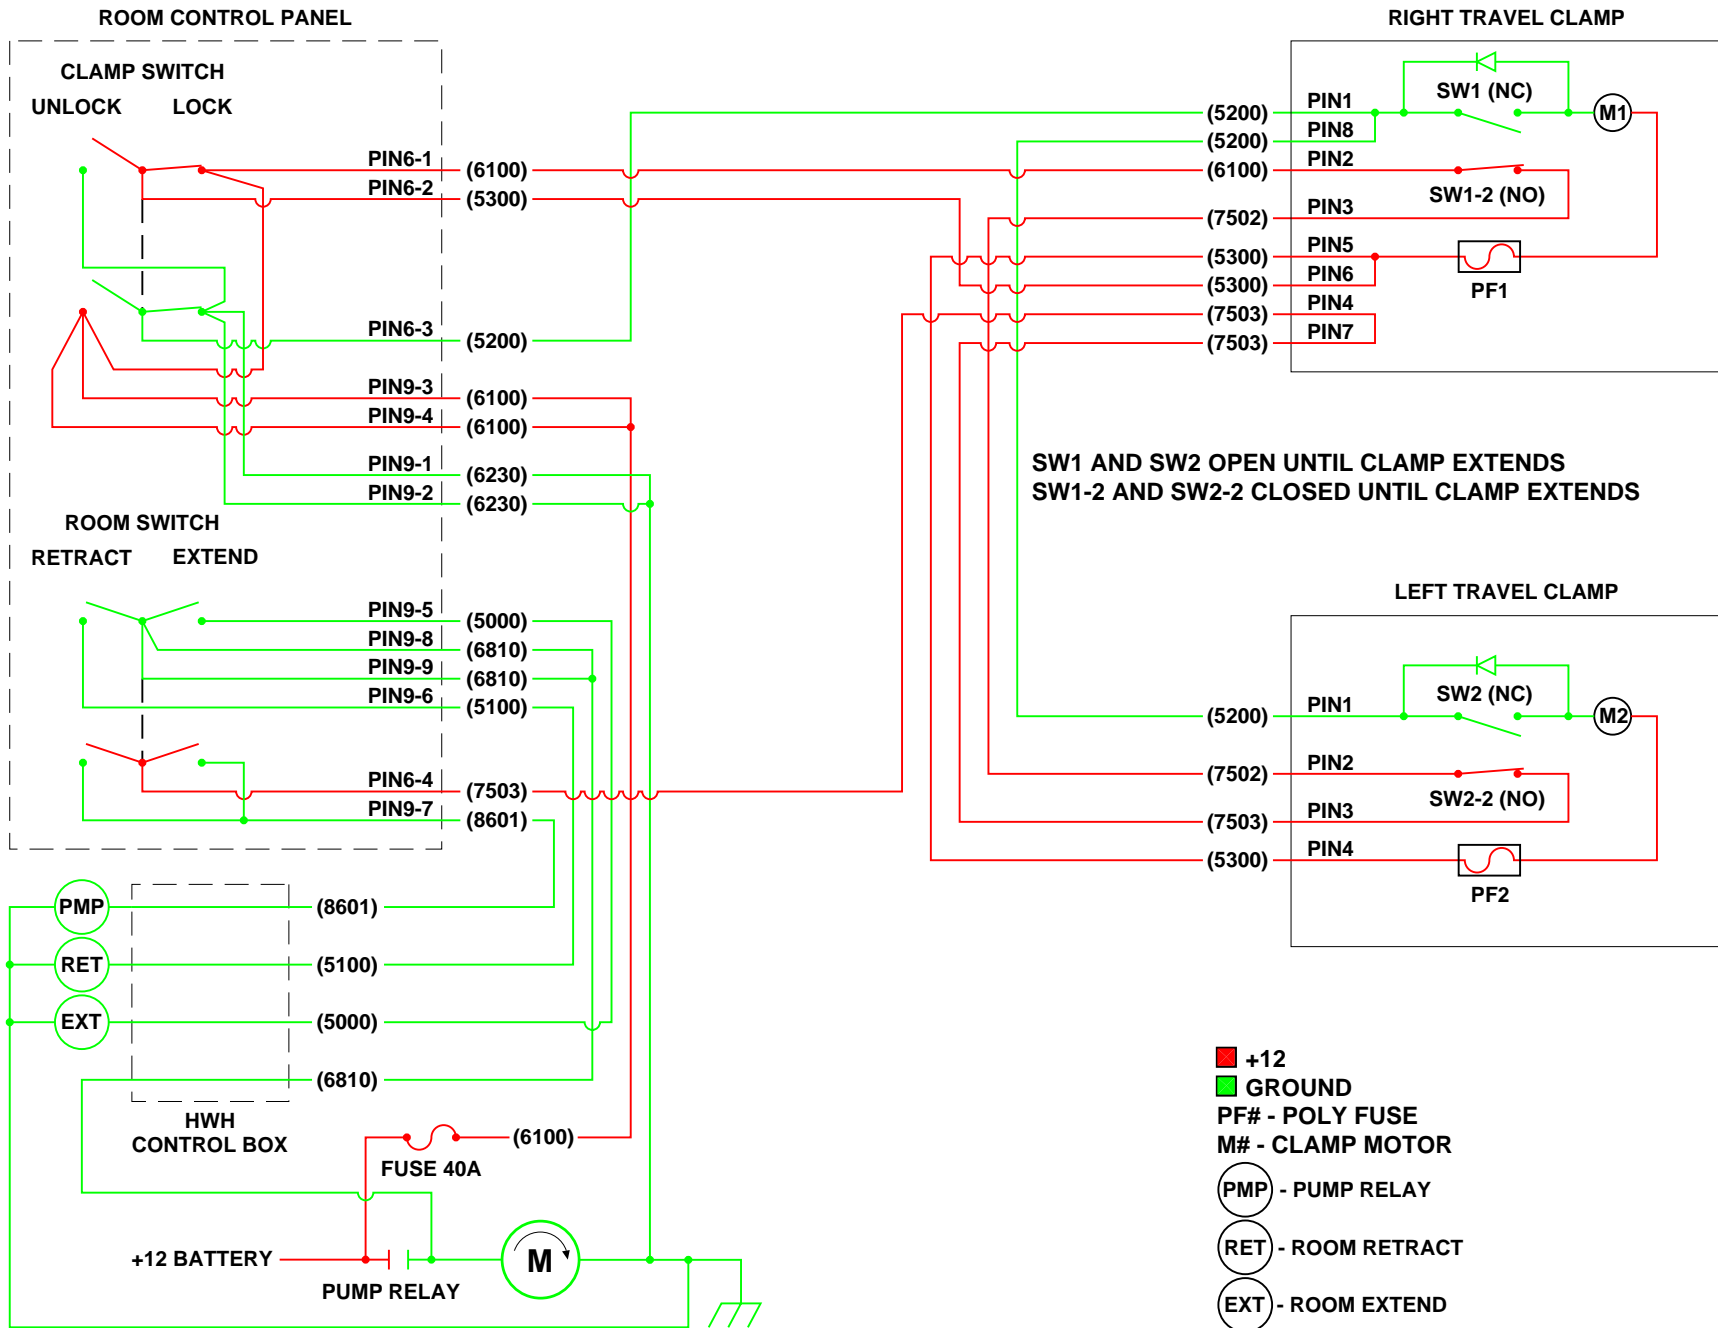 ROOM CONTROL PANEL
CLAMP SWITCH
UNLOCK LOCK
PIN6-1 (6100)
PIN6-2 (5300)
PIN6-3 (5200)
PIN9-3 (6100)
PIN9-4 (6100)
PIN9-1 (6230)
PIN9-2 (6230)
ROOM SWITCH
RETRACT EXTEND
PIN9-5 (5000)
PIN9-8 (6810)
PIN9-9 (6810)
PIN9-6 (5100)
PIN6-4 (7503)
PIN9-7 (8601)
PMP (8601)
RET (5100)
EXT (5000)
(6810)
HWH
CONTROL BOX
(6100)
FUSE 40A
+12 BATTERY
PUMP RELAY
M
RIGHT TRAVEL CLAMP
SW1 (NC)
(5200) PIN1 M1
(5200) PIN8
(6100) PIN2
SW1-2 (NO)
(7502) PIN3
(5300) PIN5
(5300) PIN6
PF1
(7503) PIN4
(7503) PIN7
SW1 AND SW2 OPEN UNTIL CLAMP EXTENDS
SW1-2 AND SW2-2 CLOSED UNTIL CLAMP EXTENDS
LEFT TRAVEL CLAMP
SW2 (NC)
(5200) PIN1 M2
(7502) PIN2
SW2-2 (NO)
(7503) PIN3
(5300) PIN4
PF2
+12
GROUND
PF# - POLY FUSE
M# - CLAMP MOTOR
PMP - PUMP RELAY
RET - ROOM RETRACT
EXT - ROOM EXTEND